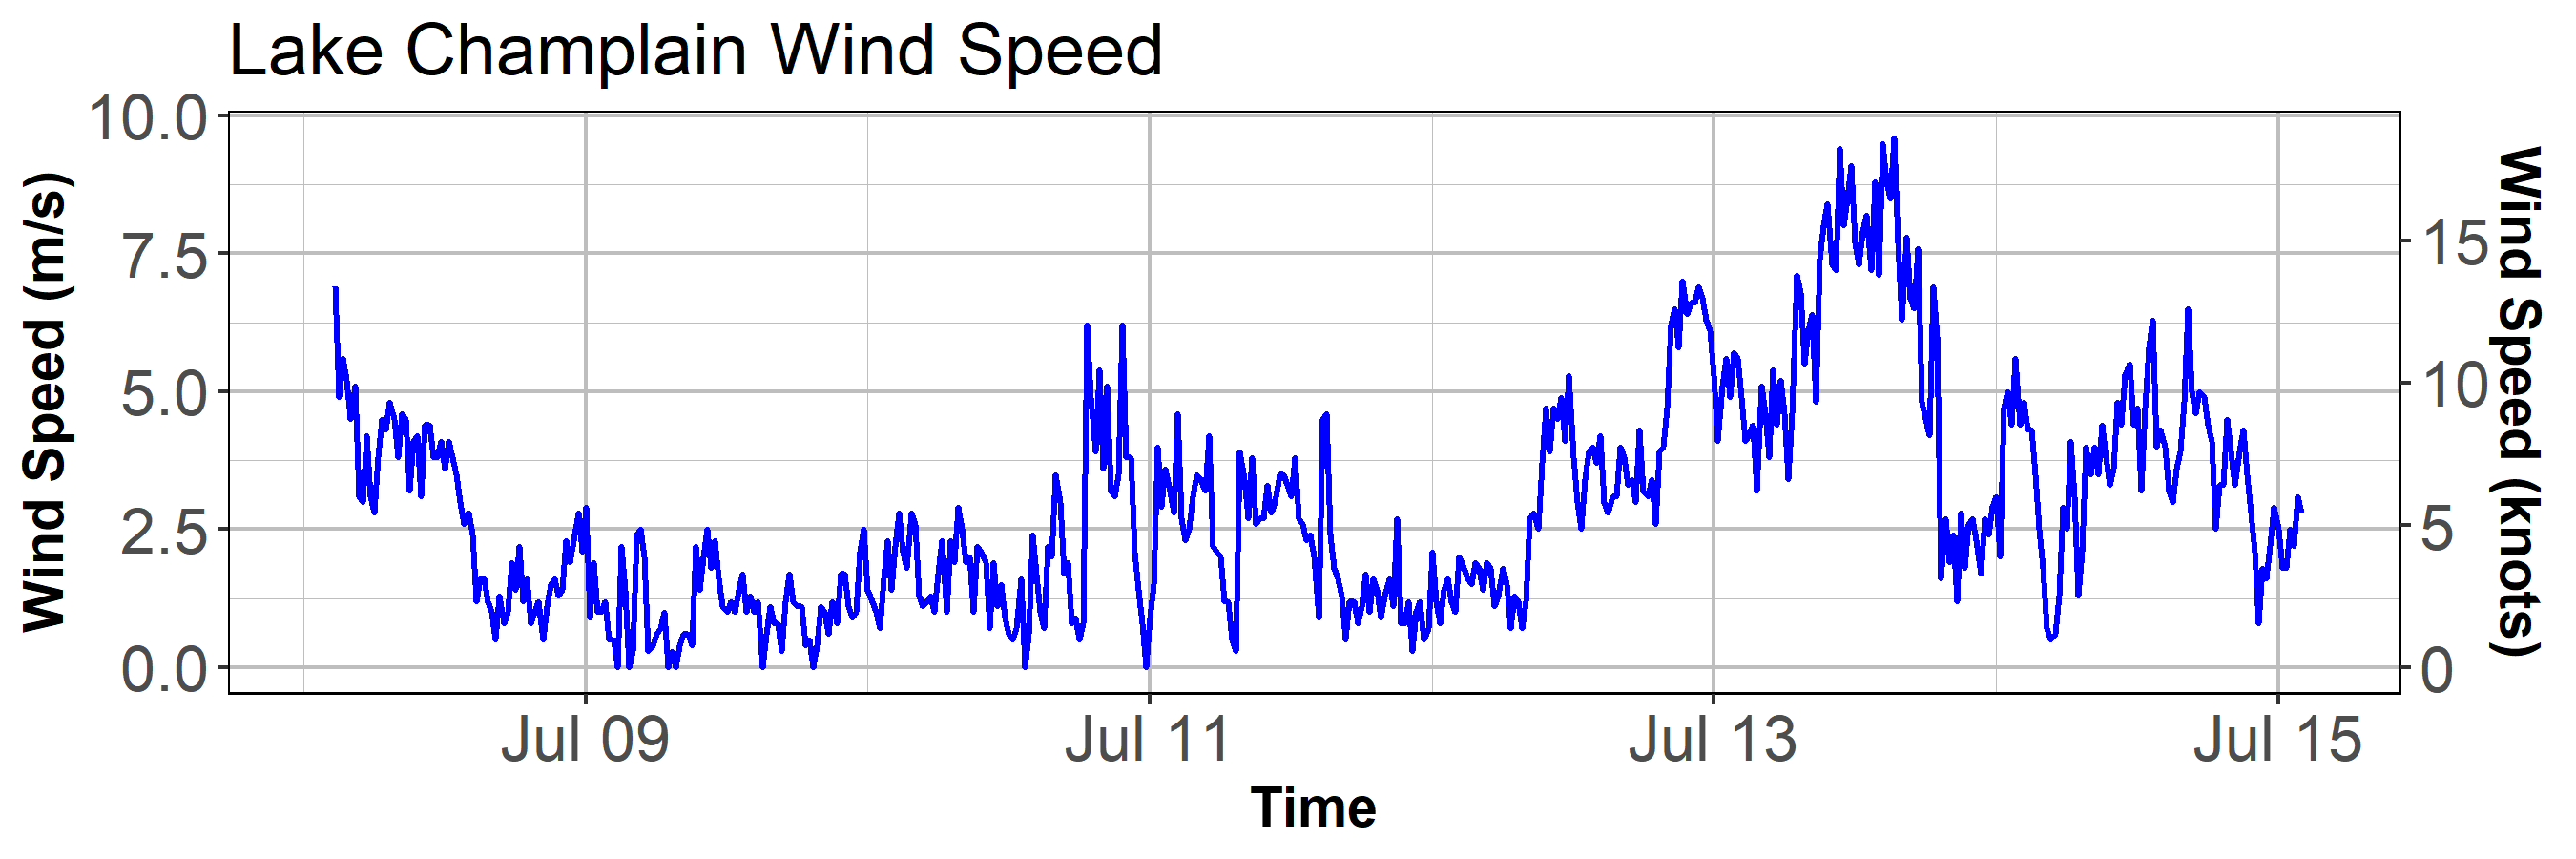 Lake Champlain Wind Speed
Wind Speed (m/s)
10.0
7.5
5.0
2.5
0.0
Wind Speed (knots)
15
10
5
0
Jul 09 Jul 11 Jul 13 Jul 15
Time